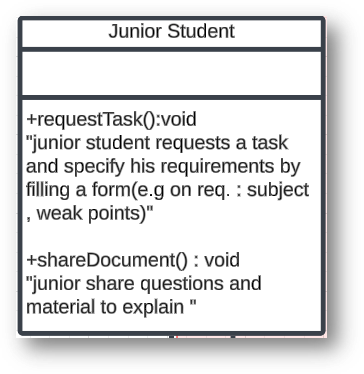 Junior Student
+requestTask():void
"junior student requests a task
and specify his requirements by
filling a form(e.g on req. : subject
, weak points)"
+shareDocument() : void
"junior share questions and
material to explain "